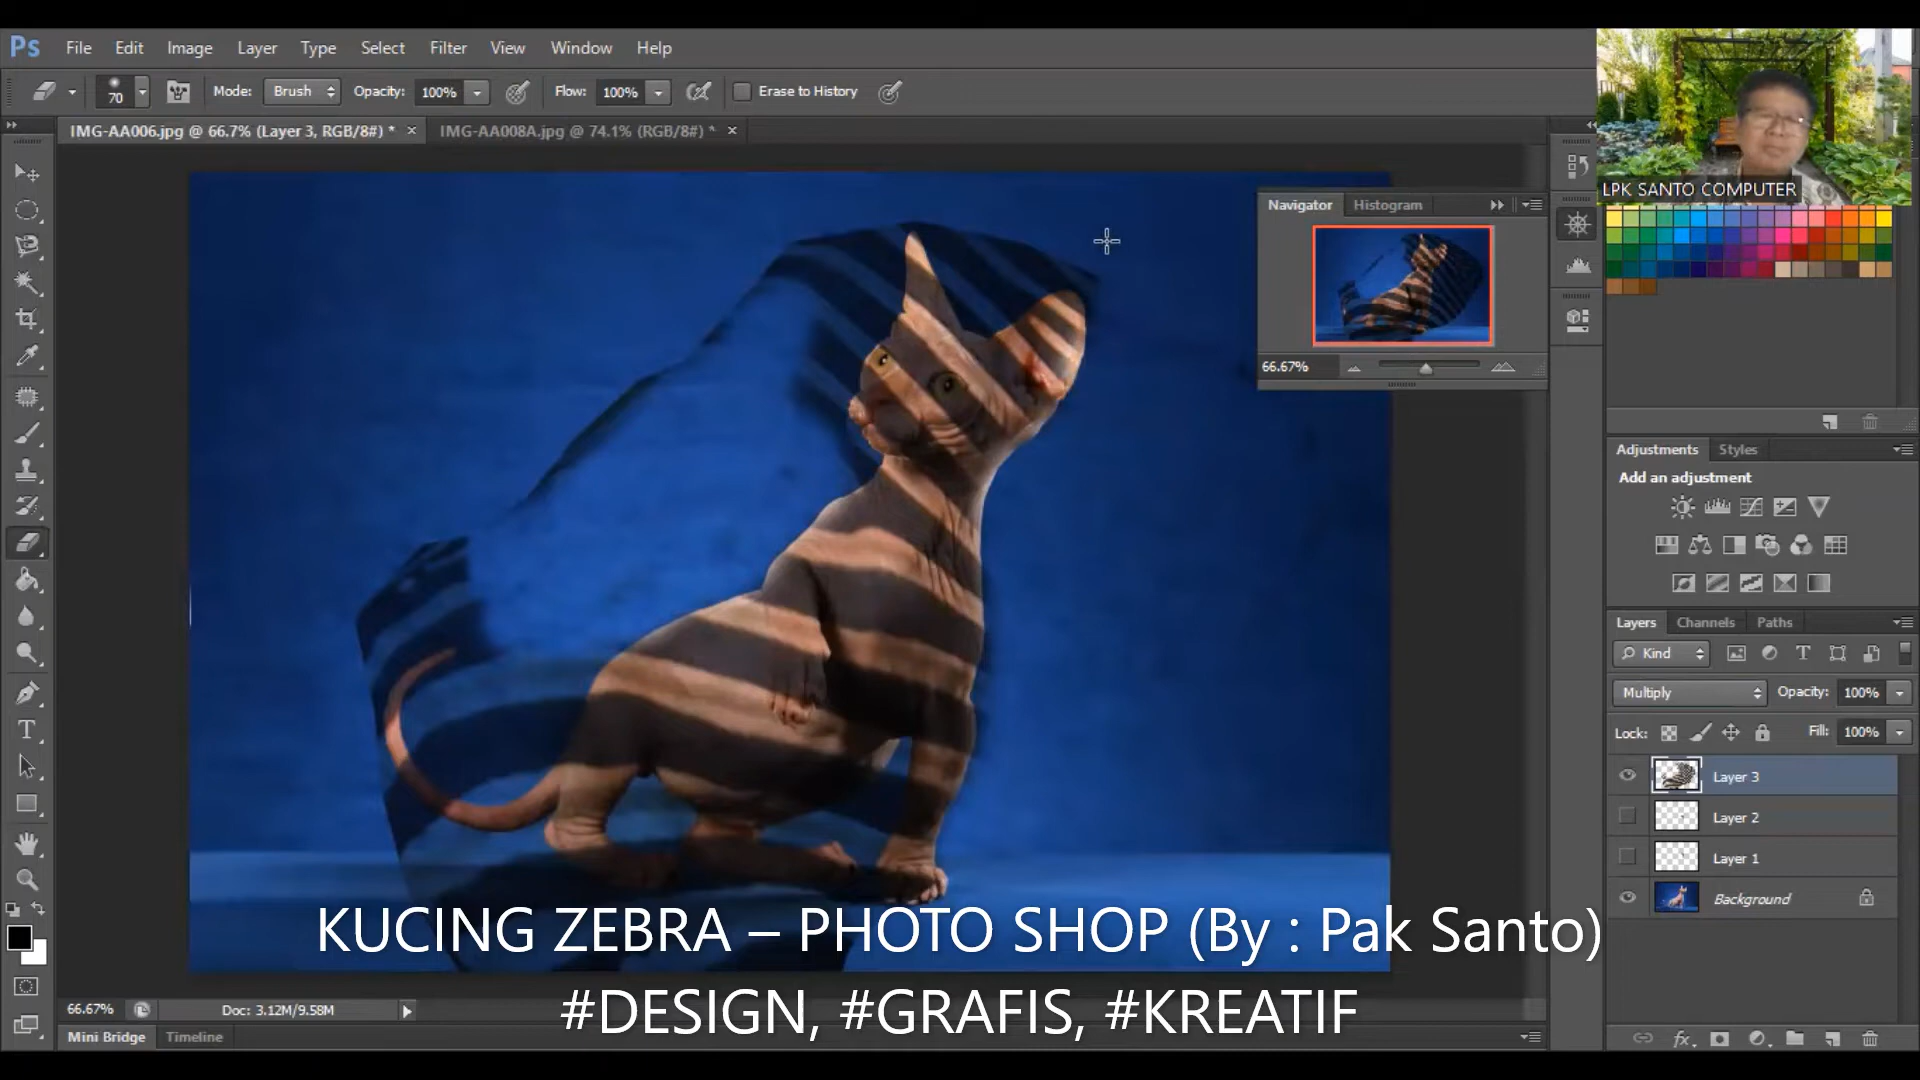 Ps File Edit Image Layer Type Select Filter View Window Help
70 Mode: Brush Opacity: 100% Flow: 100% Erase to History
IMG-AA006.jpg @ 66.7% (Layer 3, RGB/8#) * × IMG-AA008A.jpg @ 74.1% (RGB/8#) * ×
LPK SANTO COMPUTER
Navigator Histogram
66.67%
Adjustments Styles
Add an adjustment
Layers Channels Paths
Kind
Multiply Opacity: 100%
Lock: Fill: 100%
Layer 3
Layer 2
Layer 1
Background
KUCING ZEBRA – PHOTO SHOP (By : Pak Santo)
#DESIGN, #GRAFIS, #KREATIF
66.67% Doc: 3.12M/9.58M
Mini Bridge Timeline